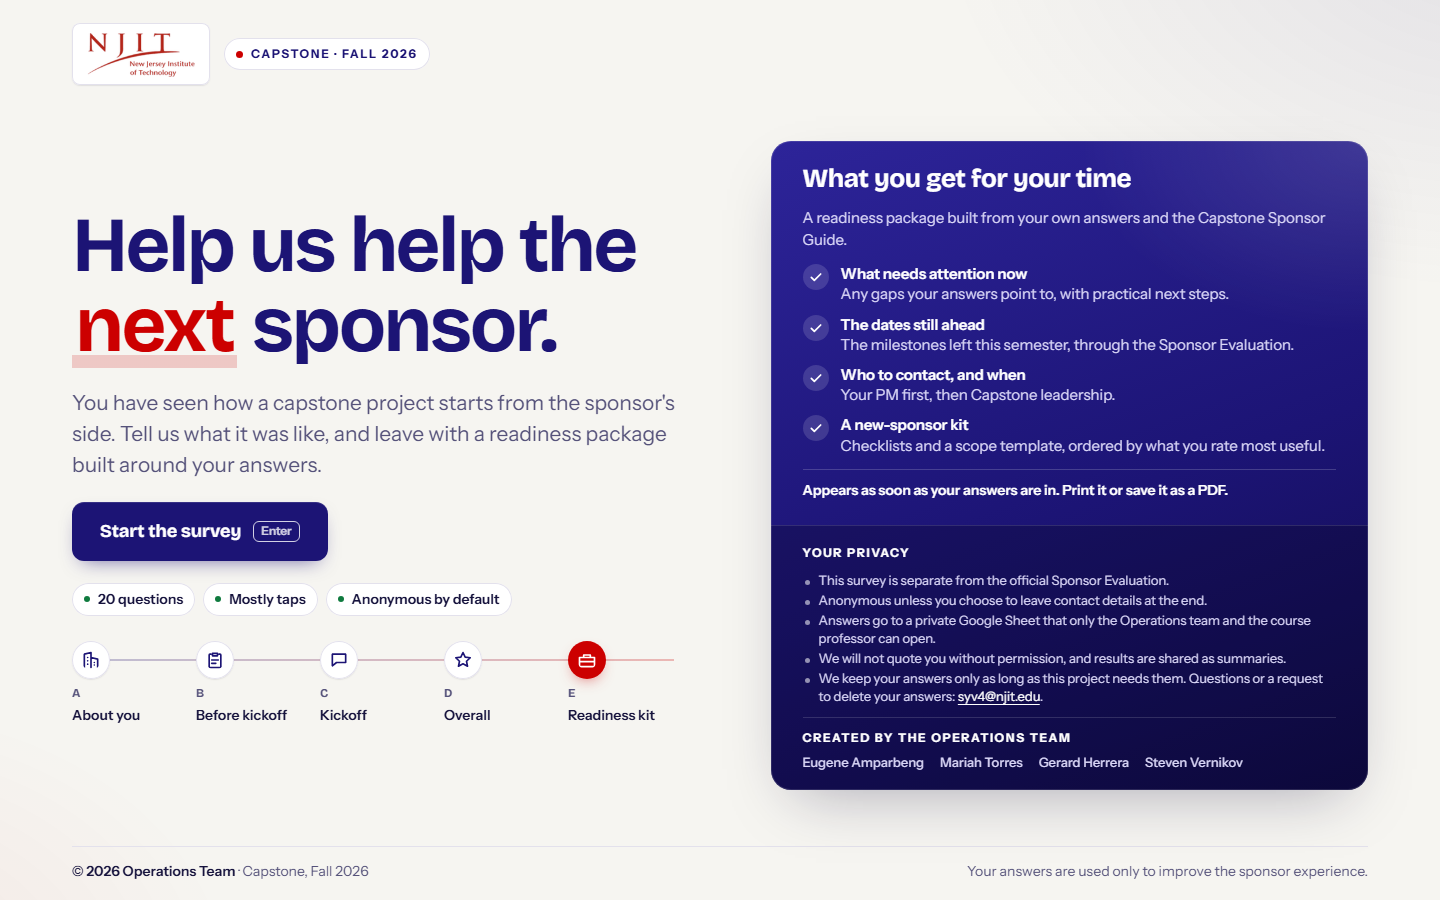 NJIT
New Jersey Institute
of Technology
CAPSTONE · FALL 2026
Help us help the
next sponsor.
You have seen how a capstone project starts from the sponsor's
side. Tell us what it was like, and leave with a readiness package
built around your answers.
Start the survey Enter
20 questions
Mostly taps
Anonymous by default
A
About you
B
Before kickoff
C
Kickoff
D
Overall
E
Readiness kit
What you get for your time
A readiness package built from your own answers and the Capstone Sponsor
Guide.
What needs attention now
Any gaps your answers point to, with practical next steps.
The dates still ahead
The milestones left this semester, through the Sponsor Evaluation.
Who to contact, and when
Your PM first, then Capstone leadership.
A new-sponsor kit
Checklists and a scope template, ordered by what you rate most useful.
Appears as soon as your answers are in. Print it or save it as a PDF.
YOUR PRIVACY
This survey is separate from the official Sponsor Evaluation.
Anonymous unless you choose to leave contact details at the end.
Answers go to a private Google Sheet that only the Operations team and the course
professor can open.
We will not quote you without permission, and results are shared as summaries.
We keep your answers only as long as this project needs them. Questions or a request
to delete your answers: syv4@njit.edu.
CREATED BY THE OPERATIONS TEAM
Eugene Amparbeng Mariah Torres Gerard Herrera Steven Vernikov
© 2026 Operations Team · Capstone, Fall 2026
Your answers are used only to improve the sponsor experience.